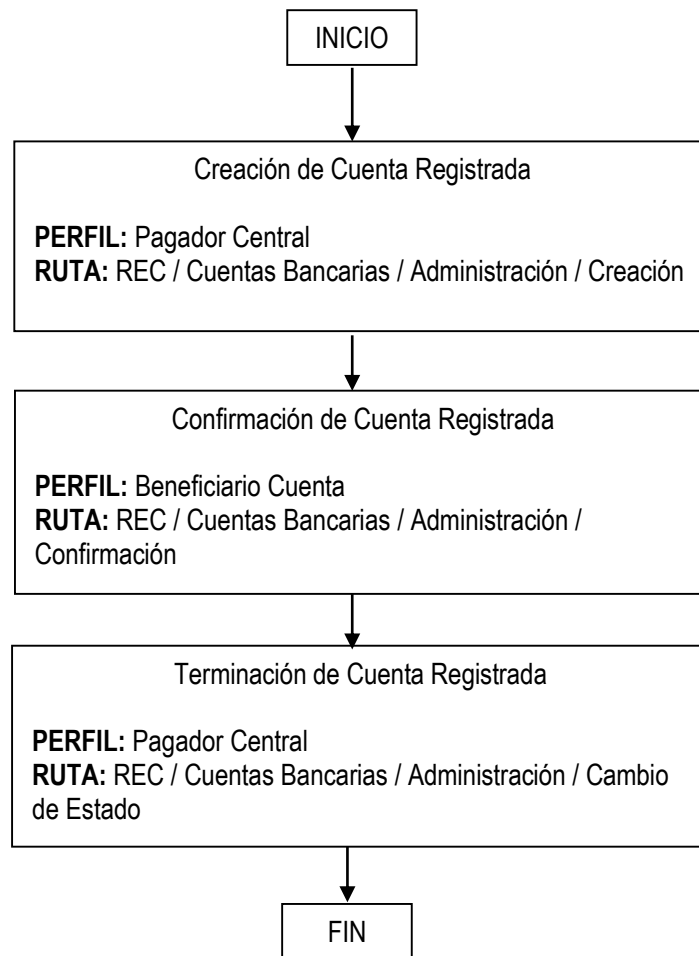 INICIO
Creación de Cuenta Registrada
PERFIL: Pagador Central
RUTA: REC / Cuentas Bancarias / Administración / Creación
Confirmación de Cuenta Registrada
PERFIL: Beneficiario Cuenta
RUTA: REC / Cuentas Bancarias / Administración /
Confirmación
Terminación de Cuenta Registrada
PERFIL: Pagador Central
RUTA: REC / Cuentas Bancarias / Administración / Cambio
de Estado
FIN